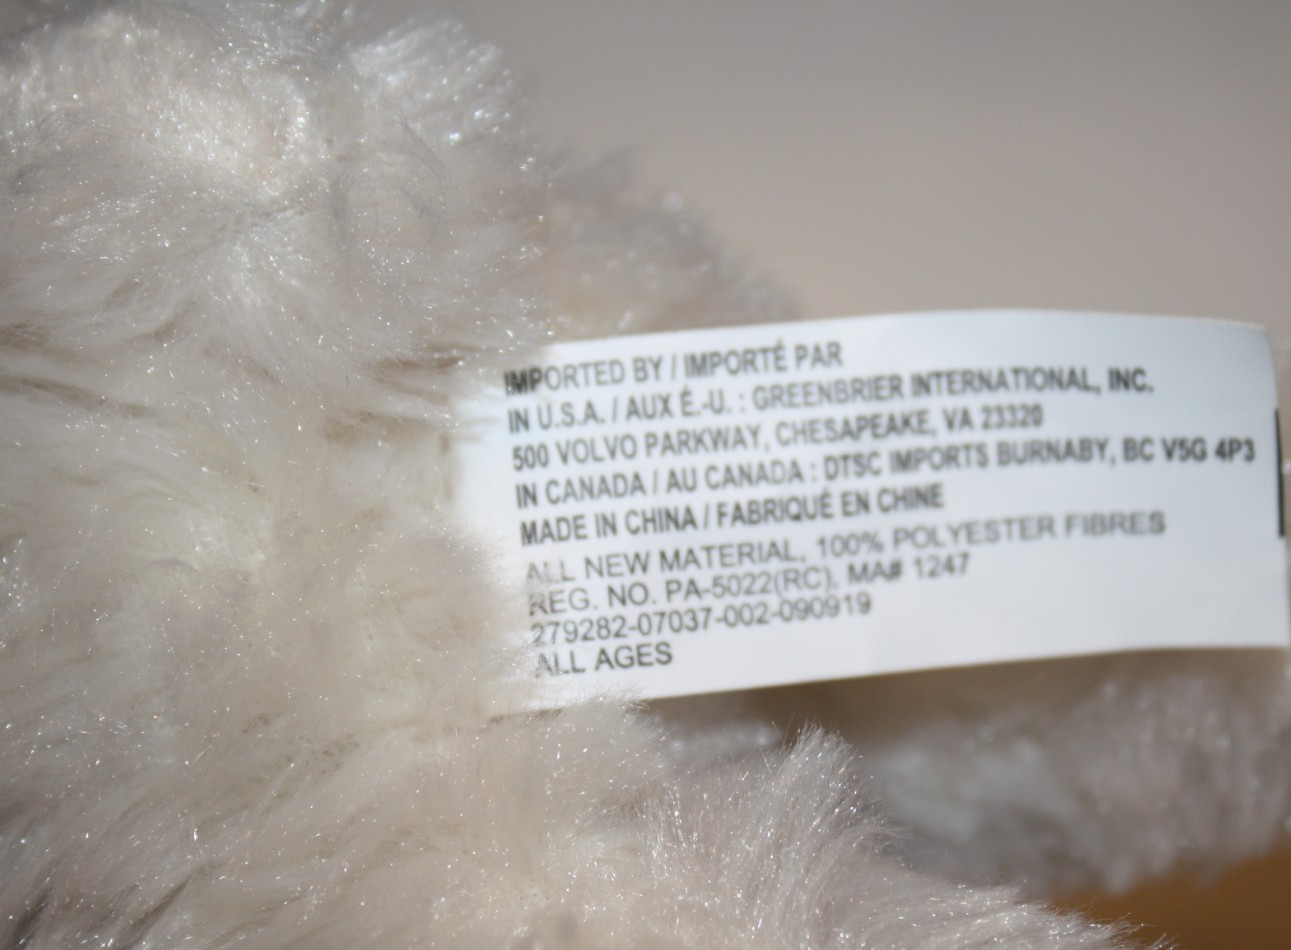 IMPORTED BY / IMPORTÉ PAR
IN U.S.A. / AUX É.-U. : GREENBRIER INTERNATIONAL, INC.
500 VOLVO PARKWAY, CHESAPEAKE, VA 23320
IN CANADA / AU CANADA : DTSC IMPORTS BURNABY, BC V5G 4P3
MADE IN CHINA / FABRIQUÉ EN CHINE
ALL NEW MATERIAL, 100% POLYESTER FIBRES
REG. NO. PA-5022(RC), MA# 1247
279282-07037-002-090919
ALL AGES